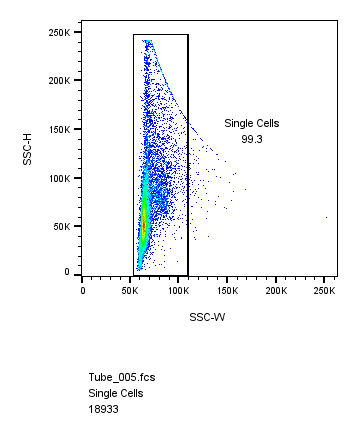 250K
200K
150K
100K
50K
0
SSC-H
Single Cells
99.3
0 50K 100K 150K 200K 250K
SSC-W
Tube_005.fcs
Single Cells
18933